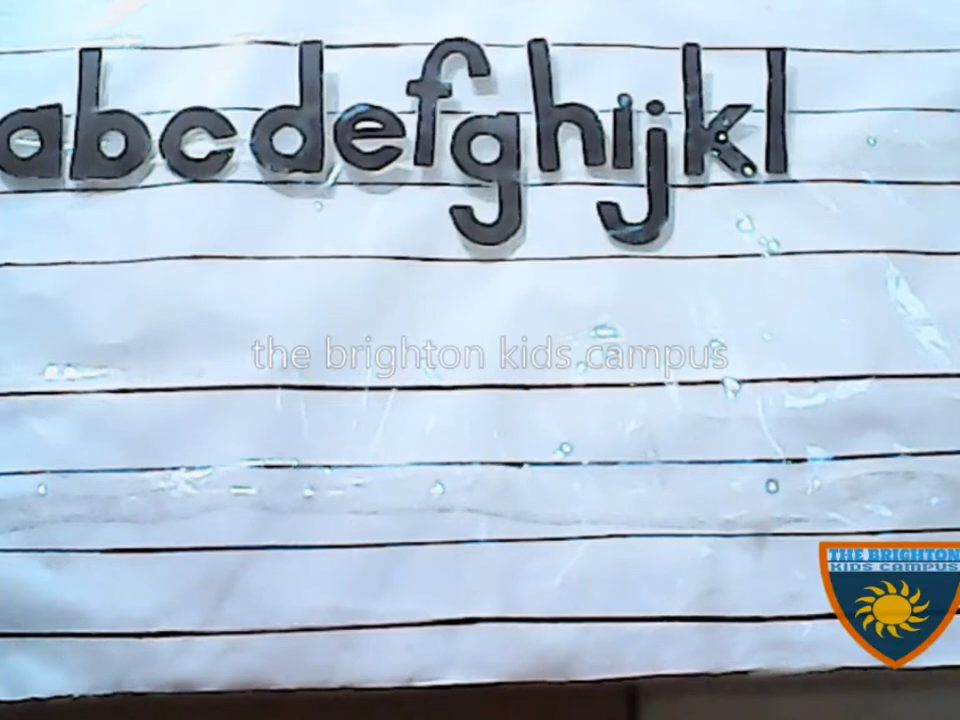 abcdefghijkl
the brighton kids campus
THE BRIGHTON
KIDS CAMPUS